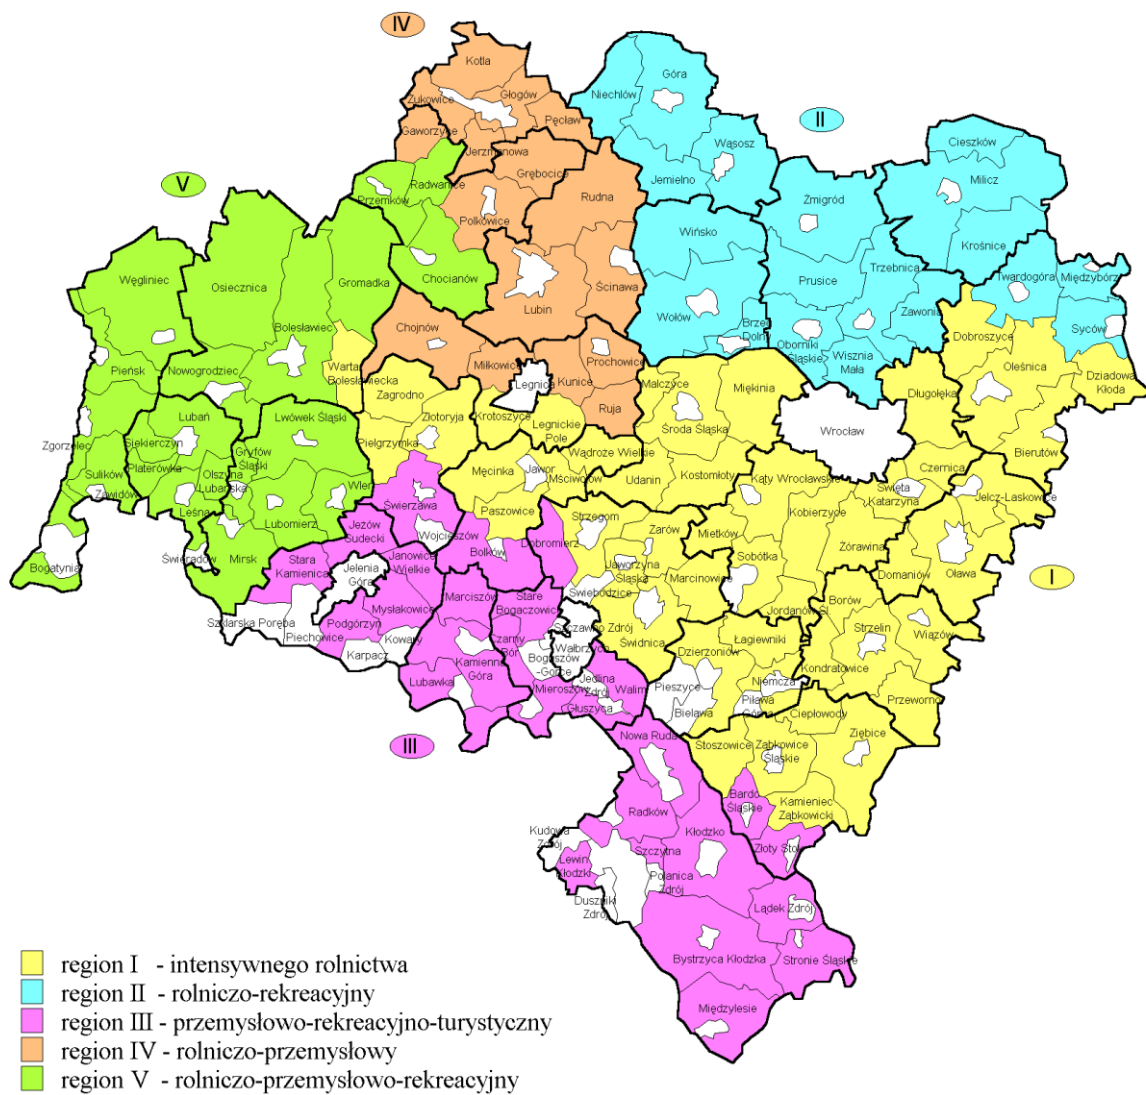 IV
Kotla
Żukowice
Głogów
Pęcław
Gaworzyce
Jerzmanowa
Grębocice
Radwanice
Przemków
Polkowice
Rudna
Chocianów
Lubin
Ścinawa
Chojnów
Miłkowice
Legnica
Kunice
Prochowice
Ruja
II
Niechlów
Góra
Wąsosz
Jemielno
Cieszków
Milicz
Żmigród
Krośnice
Wińsko
Prusice
Trzebnica
Twardogóra
Międzybórz
Zawonia
Syców
Wołów
Brzeg
Dolny
Oborniki
Śląskie
Wisznia
Mała
V
Węgliniec
Osiecznica
Gromadka
Bolesławiec
Pieńsk
Nowogrodziec
Warta
Bolesławiecka
Lubań
Lwówek Śląski
Zgorzelec
Siekierczyn
Gryfów
Śląski
Sulików
Platerówka
Olszyna
Lubańska
Wleń
Zawidów
Leśna
Lubomierz
Mirsk
Świeradów
Bogatynia
Zagrodno
Złotoryja
Krotoszyce
Legnickie
Pole
Pielgrzymka
Wądroże Wielkie
Męcinka
Jawor
Mściwojów
Paszowice
Malczyce
Miękinia
Środa Śląska
Wrocław
Długołęka
Dobroszyce
Oleśnica
Dziadowa
Kłoda
Bierutów
Udanin
Kostomłoty
Kąty Wrocławskie
Czernica
Święta
Katarzyna
Jelcz-Laskowice
Kobierzyce
Strzegom
Żarów
Mietków
Żórawina
Sobótka
Domaniów
Oława
I
Jaworzyna
Śląska
Marcinowice
Świebodzice
Jordanów Śl.
Borów
Strzelin
Wiązów
Świdnica
Łagiewniki
Dzierżoniów
Kondratowice
Przeworno
Pieszyce
Niemcza
Piława
Górna
Bielawa
Ciepłowody
Ziębice
Stoszowice
Ząbkowice
Śląskie
Kamieniec
Ząbkowicki
Świerzawa
Wojcieszów
Jeżów
Sudecki
Bolków
Dobromierz
Stara
Kamienica
Jelenia
Góra
Janowice
Wielkie
Marciszów
Stare
Bogaczowice
Mysłakowice
Szklarska Poręba
Podgórzyn
Piechowice
Kowary
Karpacz
Szczawno Zdrój
Czarny
Bór
Wałbrzych
Boguszów
-Gorce
Kamienna
Góra
Lubawka
Jedlina
Zdrój
Walim
Mieroszów
Głuszyca
III
Nowa Ruda
Bardo
Śląskie
Radków
Kłodzko
Kudowa
Zdrój
Złoty Stok
Szczytna
Lewin
Kłodzki
Polanica
Zdrój
Duszniki
Zdrój
Lądek Zdrój
Bystrzyca Kłodzka
Stronie Śląskie
Międzylesie
region I - intensywnego rolnictwa
region II - rolniczo-rekreacyjny
region III - przemysłowo-rekreacyjno-turystyczny
region IV - rolniczo-przemysłowy
region V - rolniczo-przemysłowo-rekreacyjny